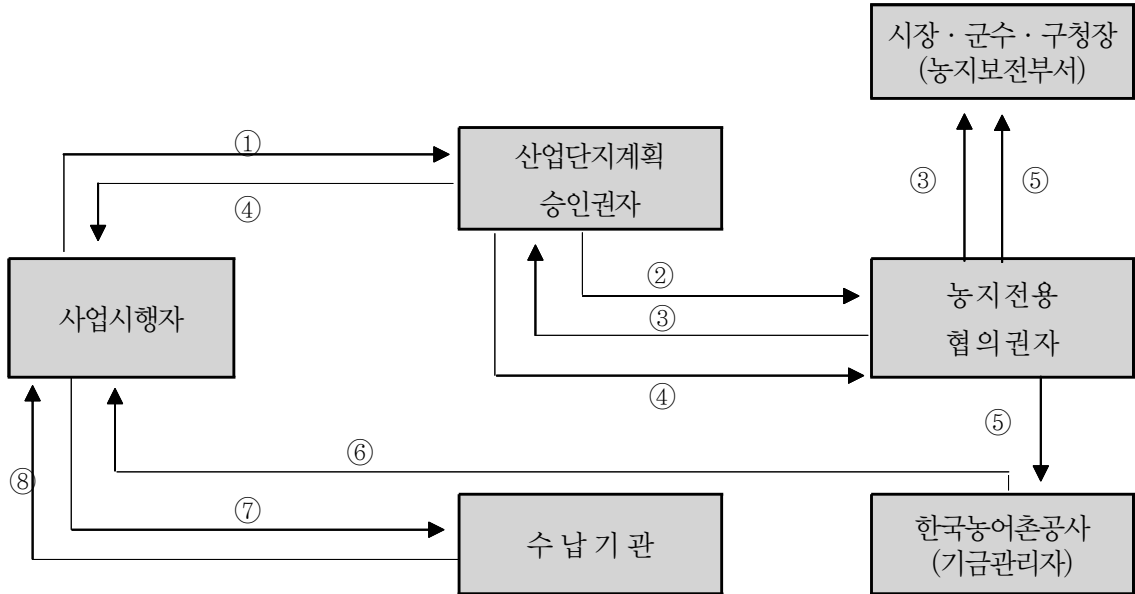 시장 · 군수 · 구청장
(농지보전부서)
①
산업단지계획
승인권자
③
⑤
④
②
농지전용
협의권자
사업시행자
③
④
⑤
⑥
⑧
⑦
수납기관
한국농어촌공사
(기금관리자)